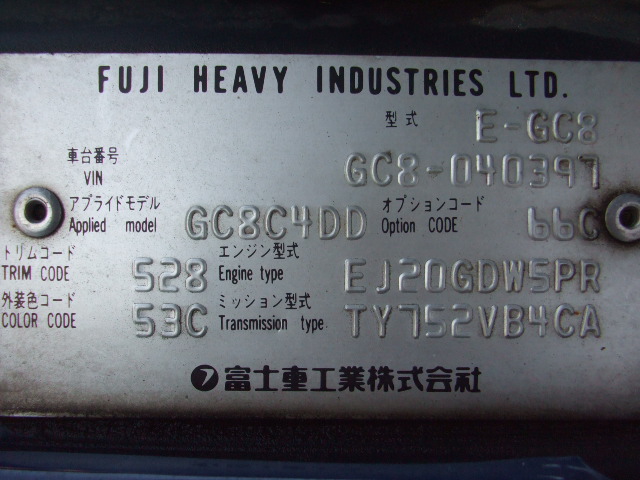 FUJI HEAVY INDUSTRIES LTD.
型式 E-GC8
車台番号
VIN GC8-040397
アプライドモデル
Applied model GC8C4DD
オプションコード
Option CODE 66C
トリムコード
TRIM CODE 528
エンジン型式
Engine type EJ20GDW5PR
外装色コード
COLOR CODE 53C
ミッション型式
Transmission type TY752VB4CA
富士重工業株式会社